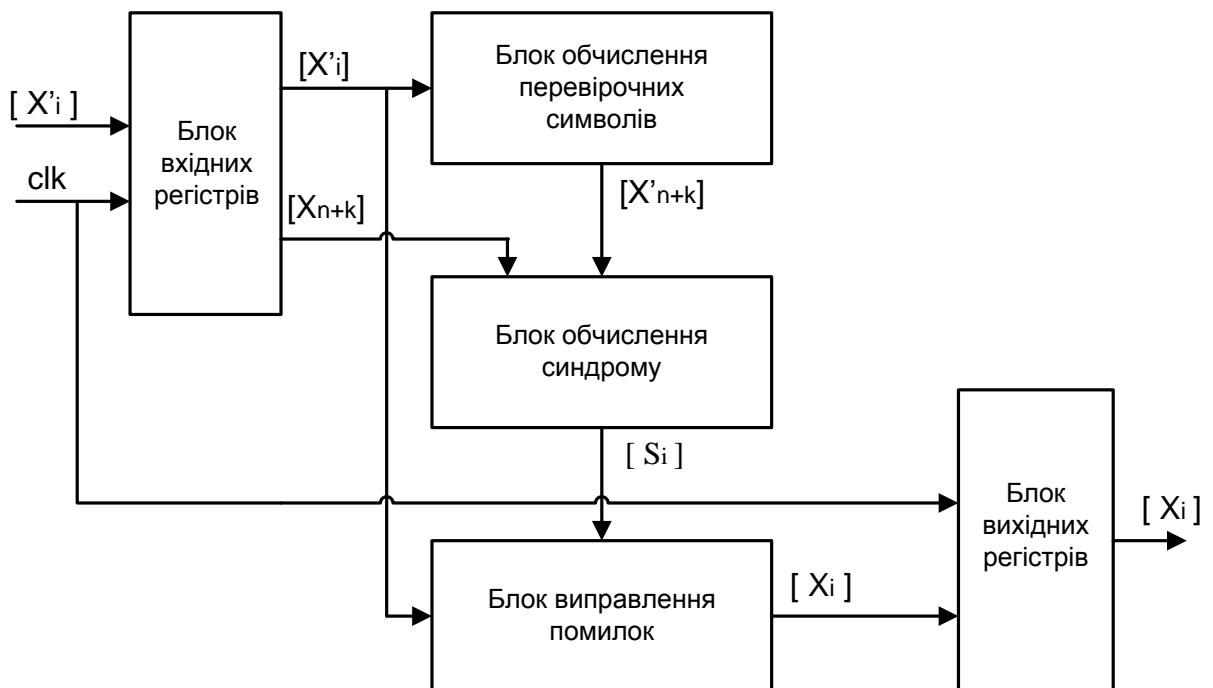 [ X'i ]
clk
Блок
вхідних
регістрів
[X'i]
[Xn+k]
Блок обчислення
перевірочних
символів
[X'n+k]
Блок обчислення
синдрому
[ Si ]
Блок виправлення
помилок
[ Xi ]
Блок
вихідних
регістрів
[ Xi ]